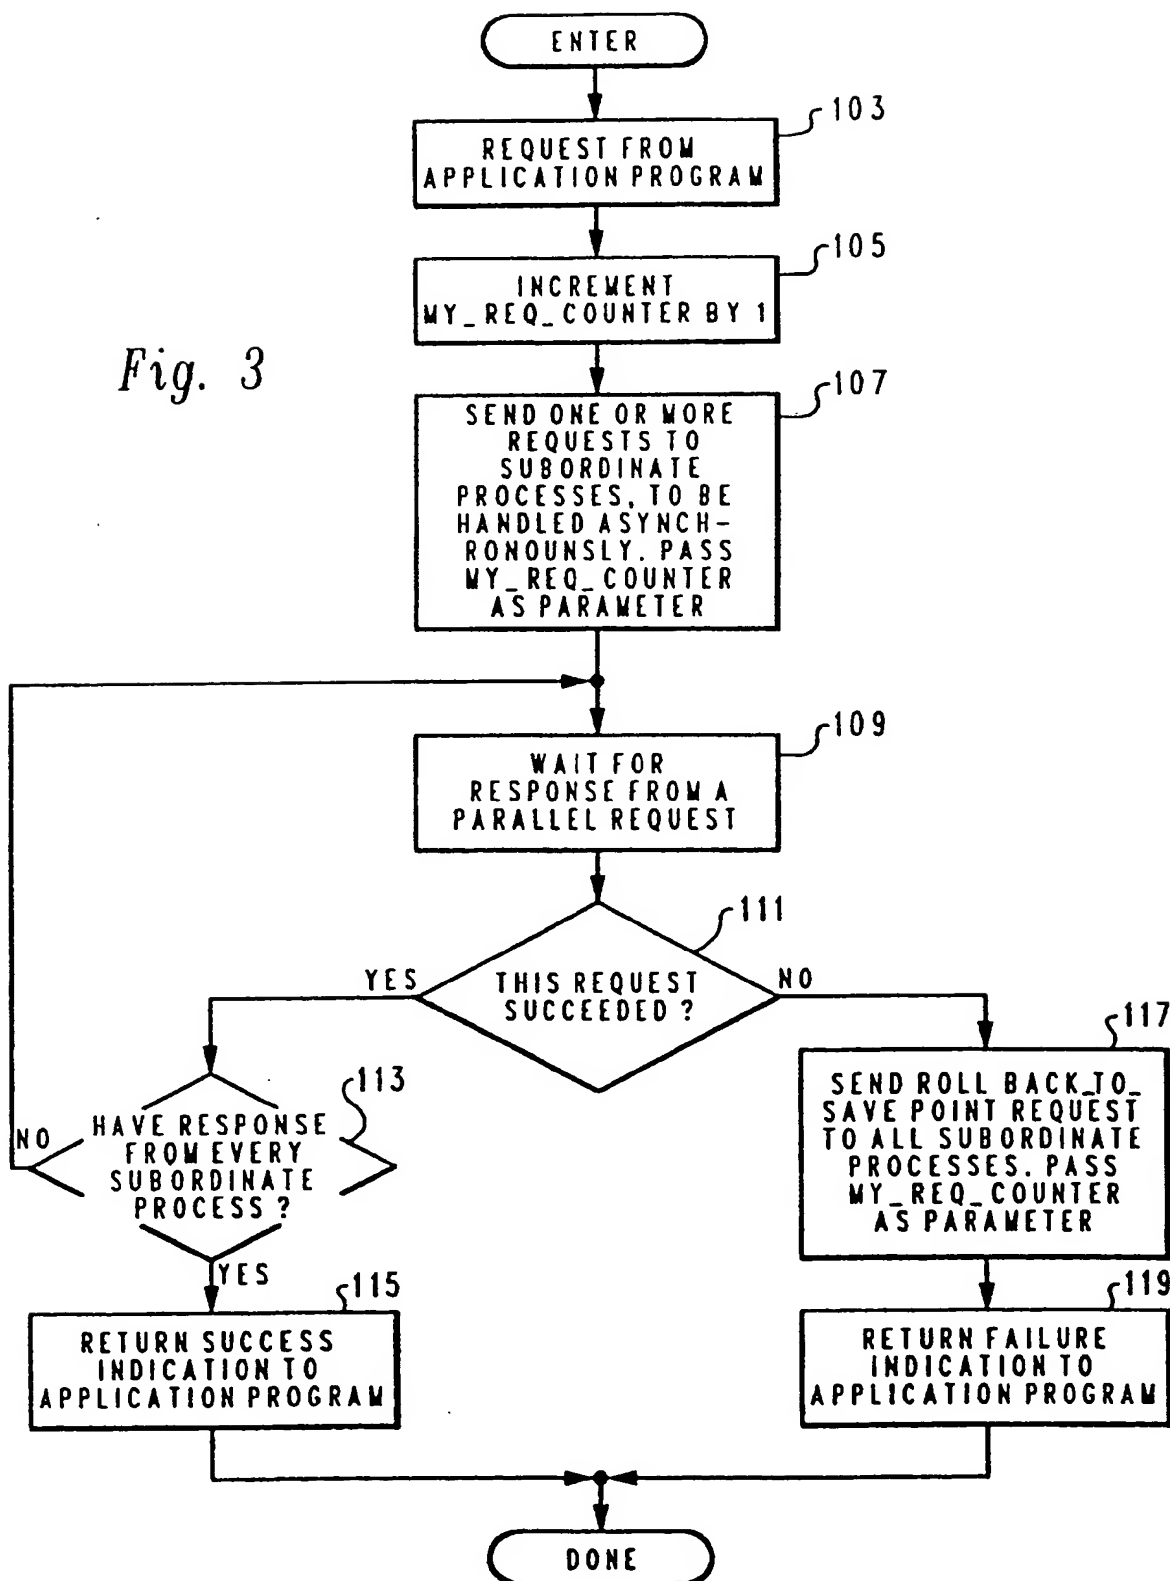 ENTER
103
REQUEST FROM
APPLICATION PROGRAM
105
INCREMENT
MY_REQ_COUNTER BY 1
Fig. 3
107
SEND ONE OR MORE
REQUESTS TO
SUBORDINATE
PROCESSES, TO BE
HANDLED ASYNCH-
RONOUNSLY. PASS
MY_REQ_COUNTER
AS PARAMETER
109
WAIT FOR
RESPONSE FROM A
PARALLEL REQUEST
111
YES
THIS REQUEST
SUCCEEDED ?
NO
113
NO
HAVE RESPONSE
FROM EVERY
SUBORDINATE
PROCESS ?
YES
117
SEND ROLL BACK_TO_
SAVE POINT REQUEST
TO ALL SUBORDINATE
PROCESSES. PASS
MY_REQ_COUNTER
AS PARAMETER
115
RETURN SUCCESS
INDICATION TO
APPLICATION PROGRAM
119
RETURN FAILURE
INDICATION TO
APPLICATION PROGRAM
DONE